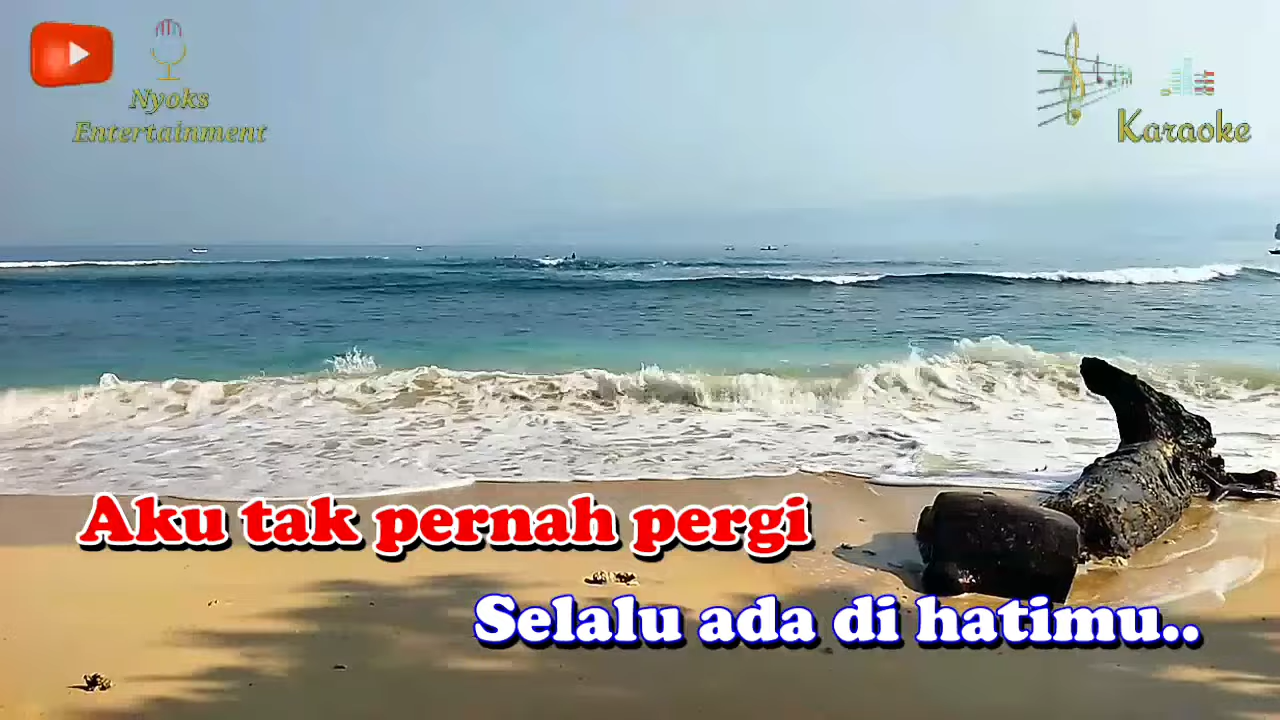 Nyoks
Entertainment
Karaoke
Aku tak pernah pergi
Selalu ada di hatimu..